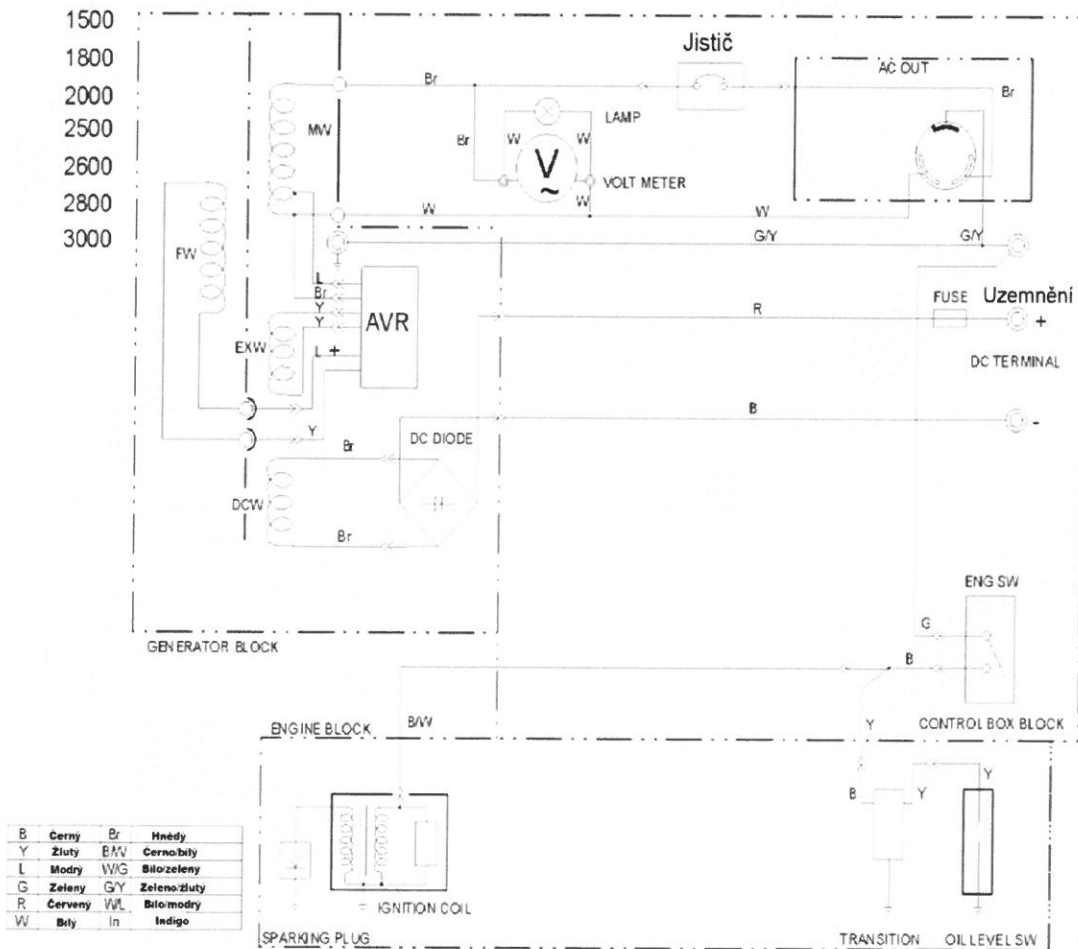 1500
1800
2000
2500
2600
2800
3000
Jistič
AC OUT
Br
Br
MW
LAMP
Br
W
W
V
~
VOLT METER
W
W
W
FW
G/Y
G/Y
L
Br
Y
Y
AVR
EXW
L +
Y
R
FUSE
Uzemnění
+
DC TERMINAL
B
-
DC DIODE
Br
DCW
Br
ENG SW
G
B
GENERATOR BLOCK
ENGINE BLOCK
B/W
Y
CONTROL BOX BLOCK
B
Y
Y
IGNITION COIL
SPARKING PLUG
TRANSITION
OIL LEVEL SW
B Černý Br Hnědý
Y Žlutý B/W Černo/bílý
L Modrý W/G Bílo/zelený
G Zelený G/Y Zeleno/žlutý
R Červený W/L Bílo/modrý
W Bílý In Indigo